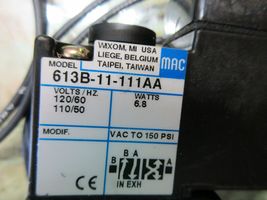 WIXOM, MI USA
LIEGE, BELGIUM
TAIPEI, TAIWAN
MAC
MODEL
613B-11-111AA
VOLTS / HZ. WATTS
120/60 6.8
110/50
MODIF. VAC TO 150 PSI
B A
B A
IN EXH